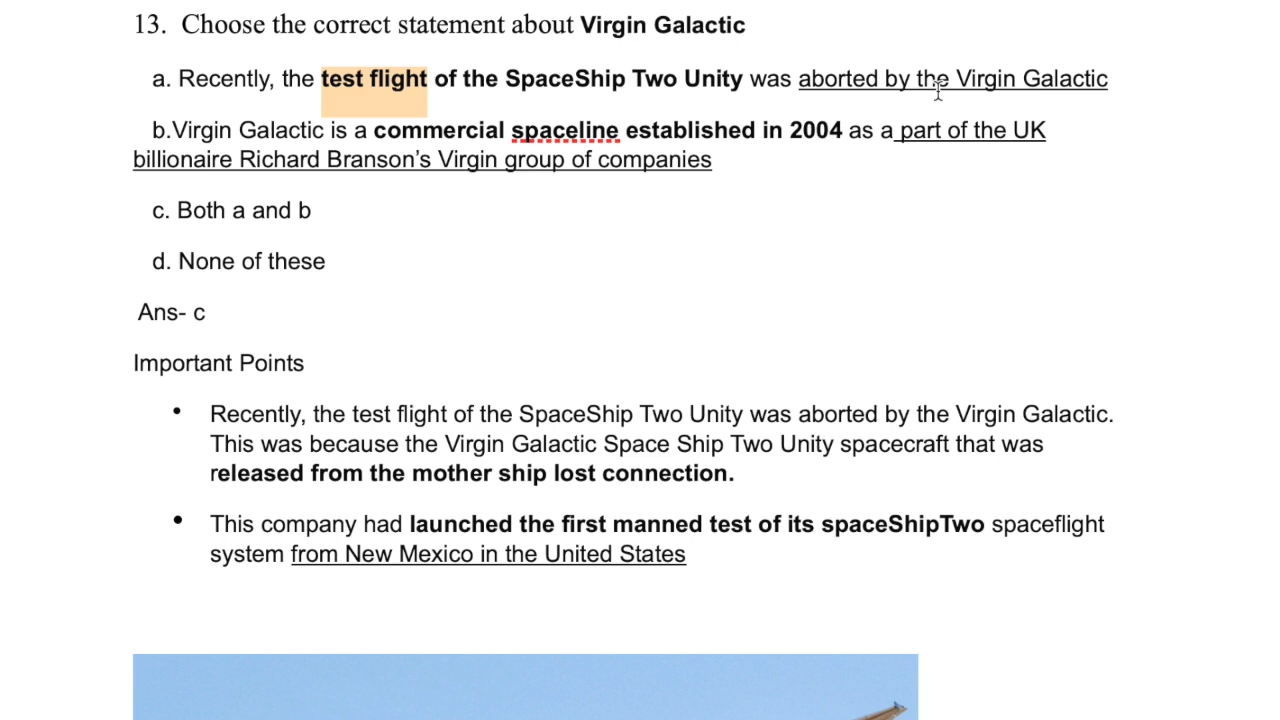 13. Choose the correct statement about Virgin Galactic
a. Recently, the test flight of the SpaceShip Two Unity was aborted by the Virgin Galactic
b.Virgin Galactic is a commercial spaceline established in 2004 as a part of the UK
billionaire Richard Branson’s Virgin group of companies
c. Both a and b
d. None of these
Ans- c
Important Points
• Recently, the test flight of the SpaceShip Two Unity was aborted by the Virgin Galactic.
This was because the Virgin Galactic Space Ship Two Unity spacecraft that was
released from the mother ship lost connection.
• This company had launched the first manned test of its spaceShipTwo spaceflight
system from New Mexico in the United States